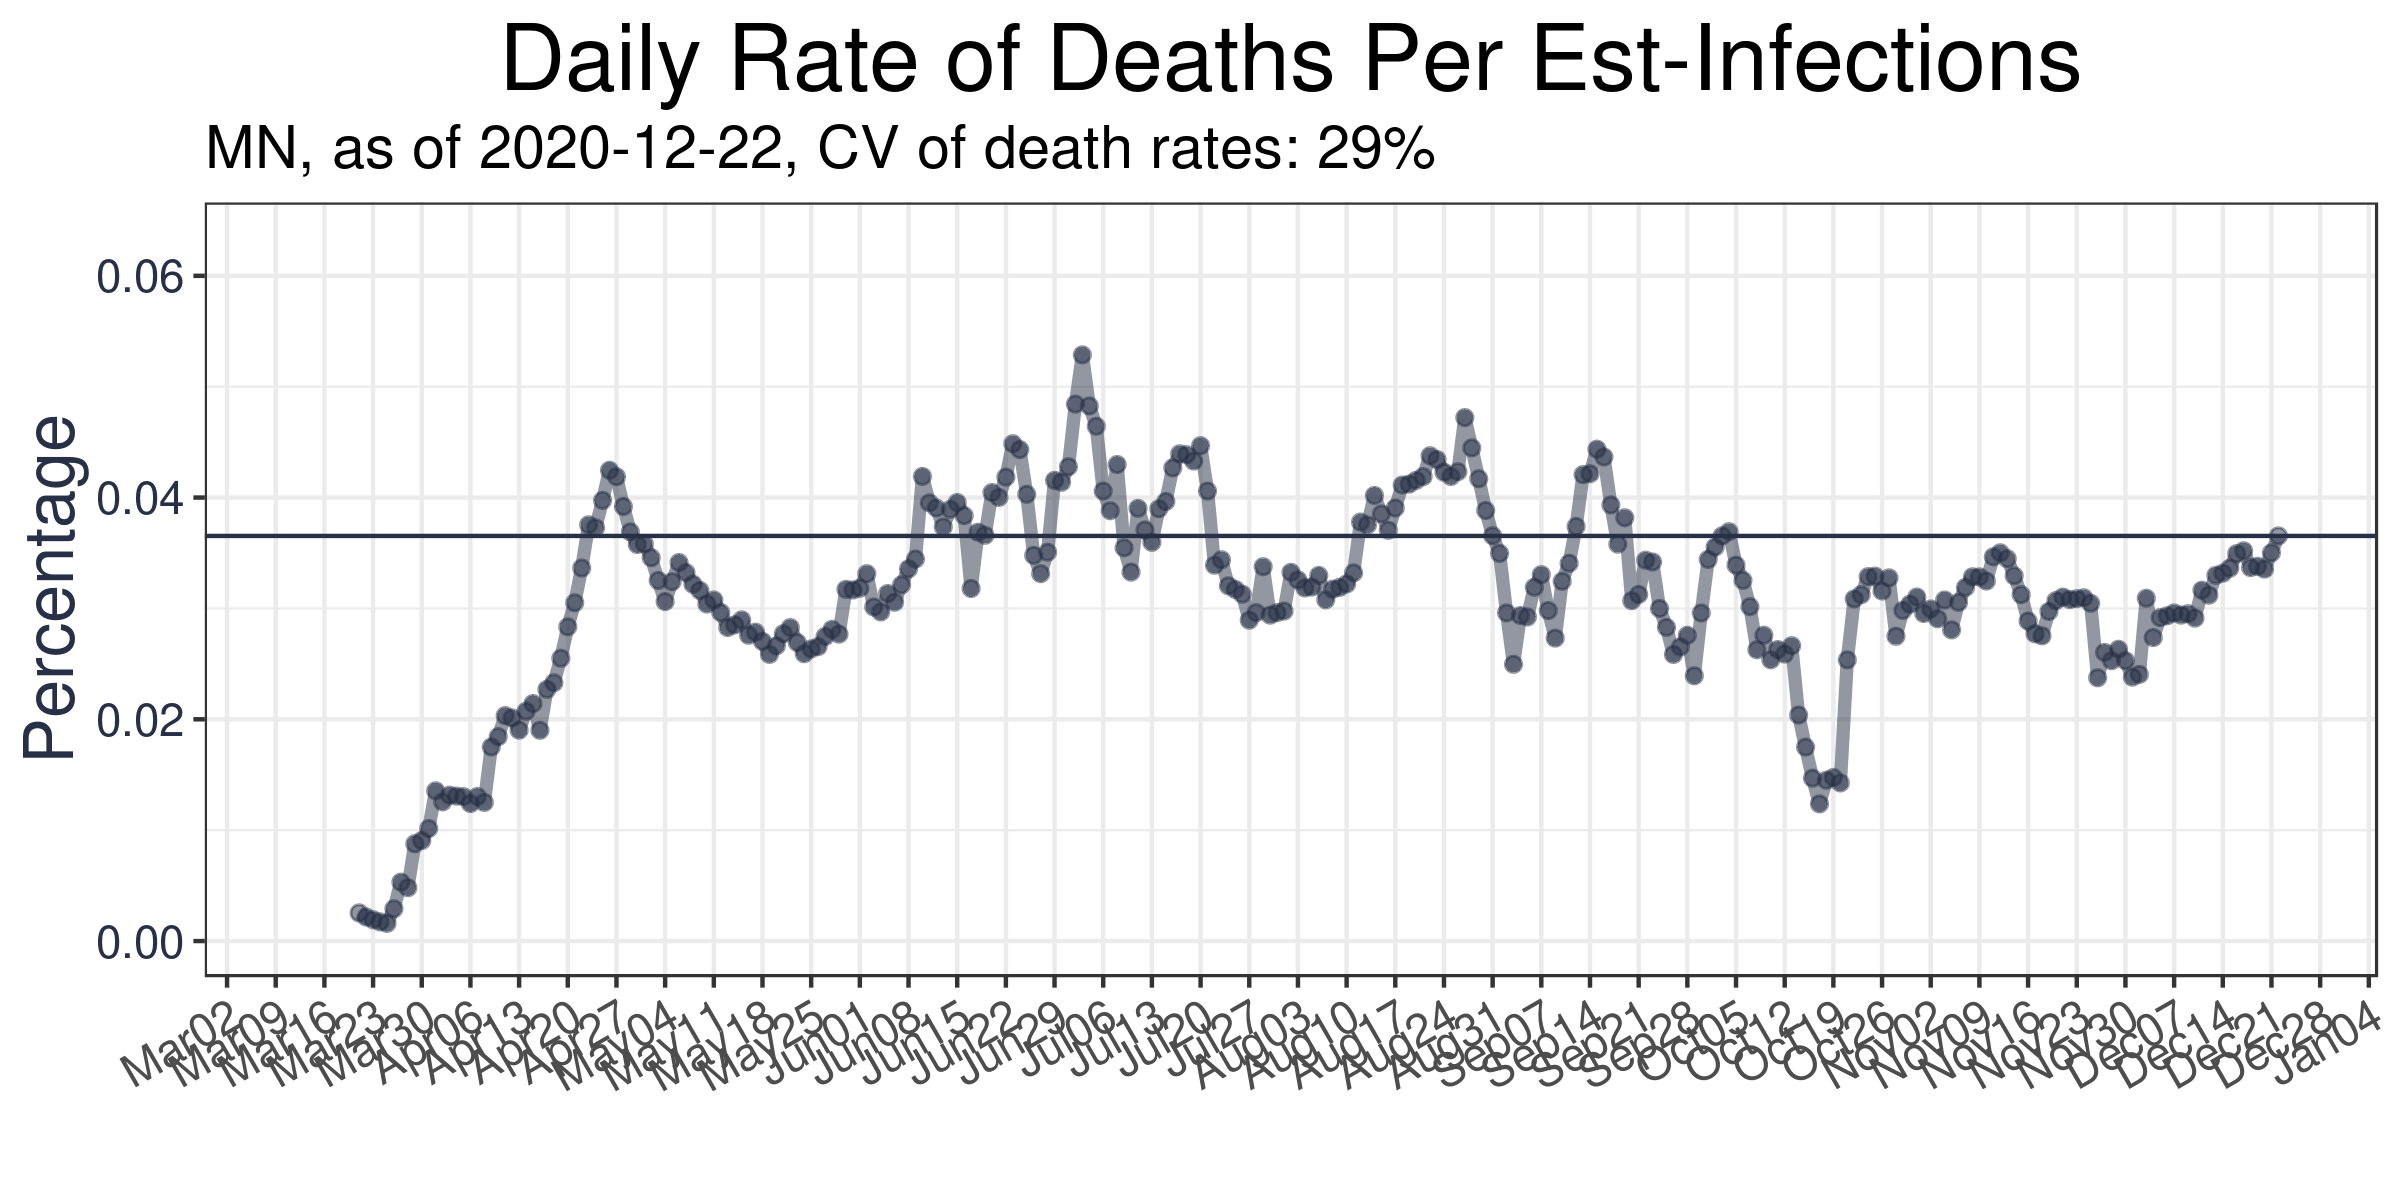 Daily Rate of Deaths Per Est-Infections
MN, as of 2020-12-22, CV of death rates: 29%
Percentage
0.06
0.04
0.02
0.00
Mar02
Mar09
Mar16
Mar23
Mar30
Apr06
Apr13
Apr20
Apr27
May04
May11
May18
May25
Jun01
Jun08
Jun15
Jun22
Jun29
Jul06
Jul13
Jul20
Jul27
Aug03
Aug10
Aug17
Aug24
Aug31
Sep07
Sep14
Sep21
Sep28
Oct05
Oct12
Oct19
Oct26
Nov02
Nov09
Nov16
Nov23
Nov30
Dec07
Dec14
Dec21
Dec28
Jan04